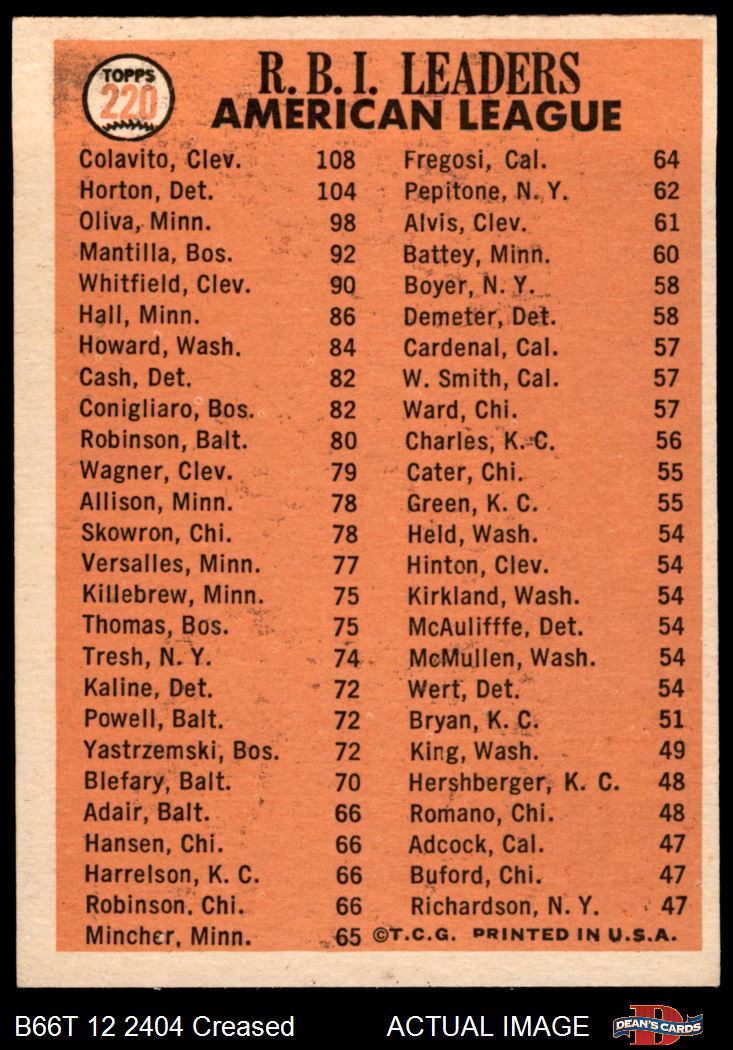 TOPPS
220
R. B. I. LEADERS
AMERICAN LEAGUE
Colavito, Clev. 108
Horton, Det. 104
Oliva, Minn. 98
Mantilla, Bos. 92
Whitfield, Clev. 90
Hall, Minn. 86
Howard, Wash. 84
Cash, Det. 82
Conigliaro, Bos. 82
Robinson, Balt. 80
Wagner, Clev. 79
Allison, Minn. 78
Skowron, Chi. 78
Versalles, Minn. 77
Killebrew, Minn. 75
Thomas, Bos. 75
Tresh, N. Y. 74
Kaline, Det. 72
Powell, Balt. 72
Yastrzemski, Bos. 72
Blefary, Balt. 70
Adair, Balt. 66
Hansen, Chi. 66
Harrelson, K. C. 66
Robinson, Chi. 66
Mincher, Minn. 65
Fregosi, Cal. 64
Pepitone, N. Y. 62
Alvis, Clev. 61
Battey, Minn. 60
Boyer, N. Y. 58
Demeter, Det. 58
Cardenal, Cal. 57
W. Smith, Cal. 57
Ward, Chi. 57
Charles, K. C. 56
Cater, Chi. 55
Green, K. C. 55
Held, Wash. 54
Hinton, Clev. 54
Kirkland, Wash. 54
McAulifffe, Det. 54
McMullen, Wash. 54
Wert, Det. 54
Bryan, K. C. 51
King, Wash. 49
Hershberger, K. C. 48
Romano, Chi. 48
Adcock, Cal. 47
Buford, Chi. 47
Richardson, N. Y. 47
©T.C.G. PRINTED IN U.S.A.
B66T 12 2404 Creased ACTUAL IMAGE
DEAN'S CARDS